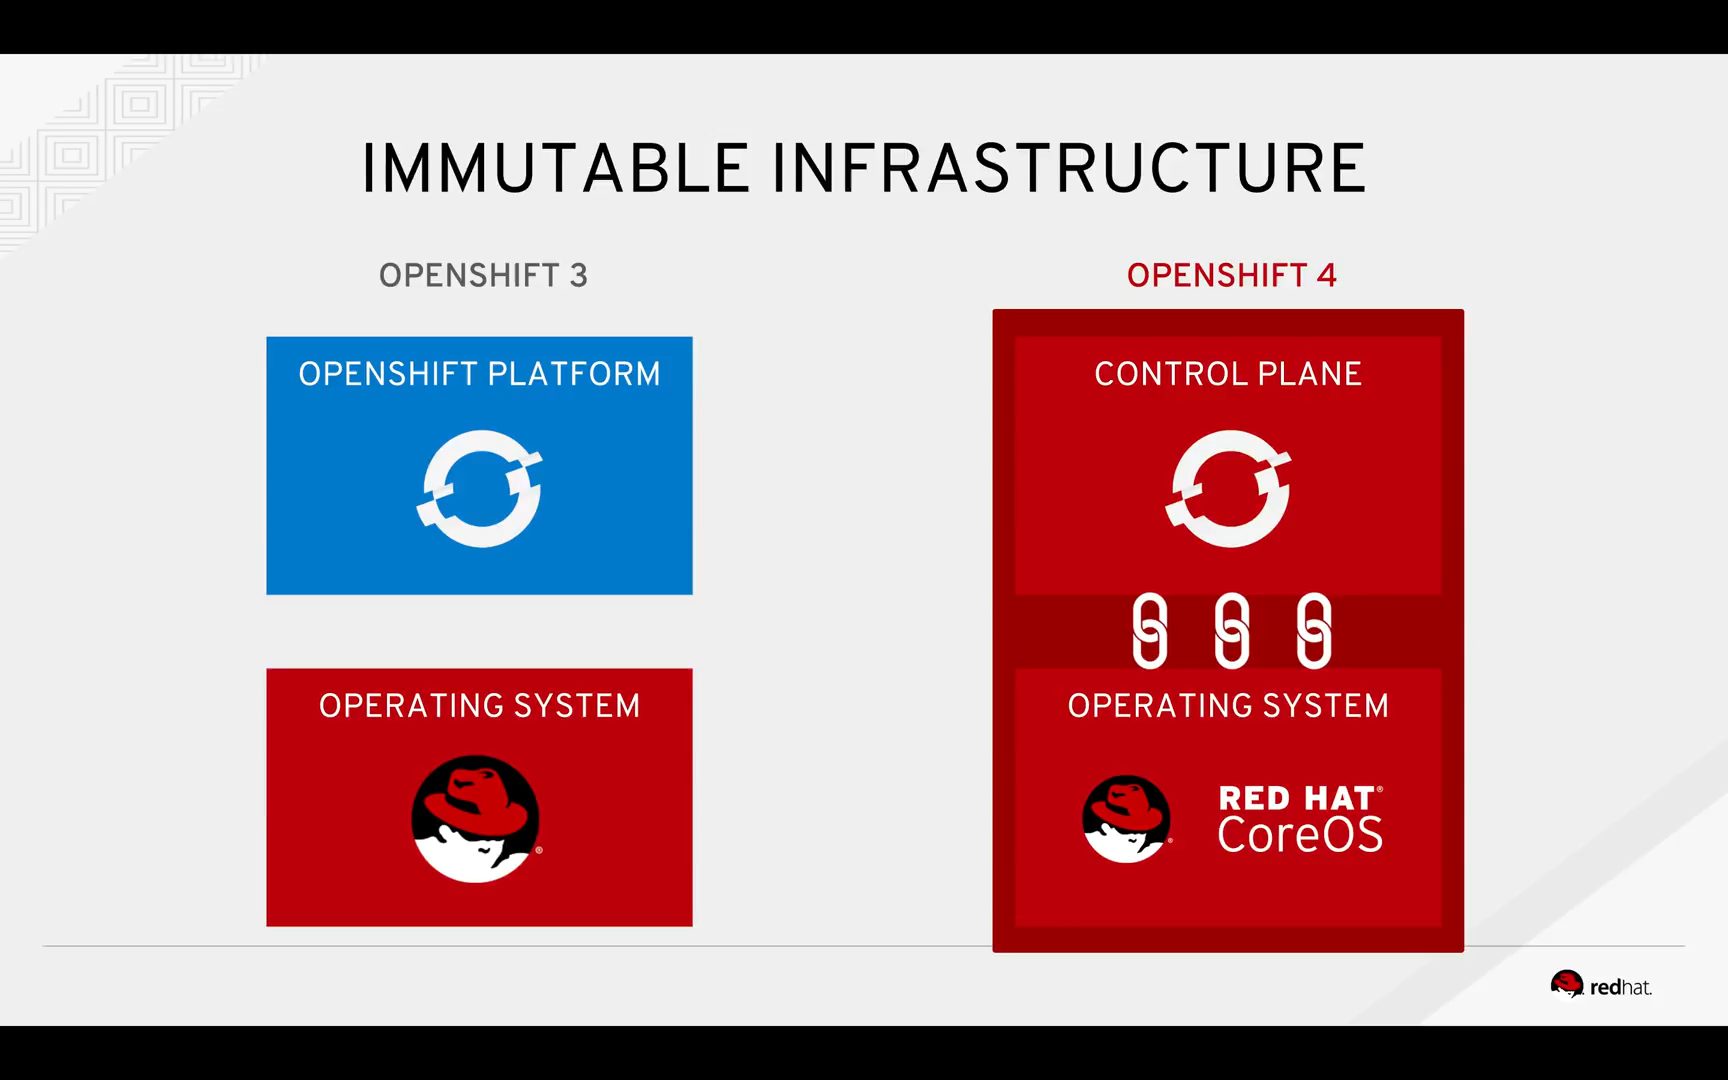 IMMUTABLE INFRASTRUCTURE
OPENSHIFT 3
OPENSHIFT PLATFORM
OPERATING SYSTEM
®
OPENSHIFT 4
CONTROL PLANE
OPERATING SYSTEM
®
RED HAT®
CoreOS
redhat.